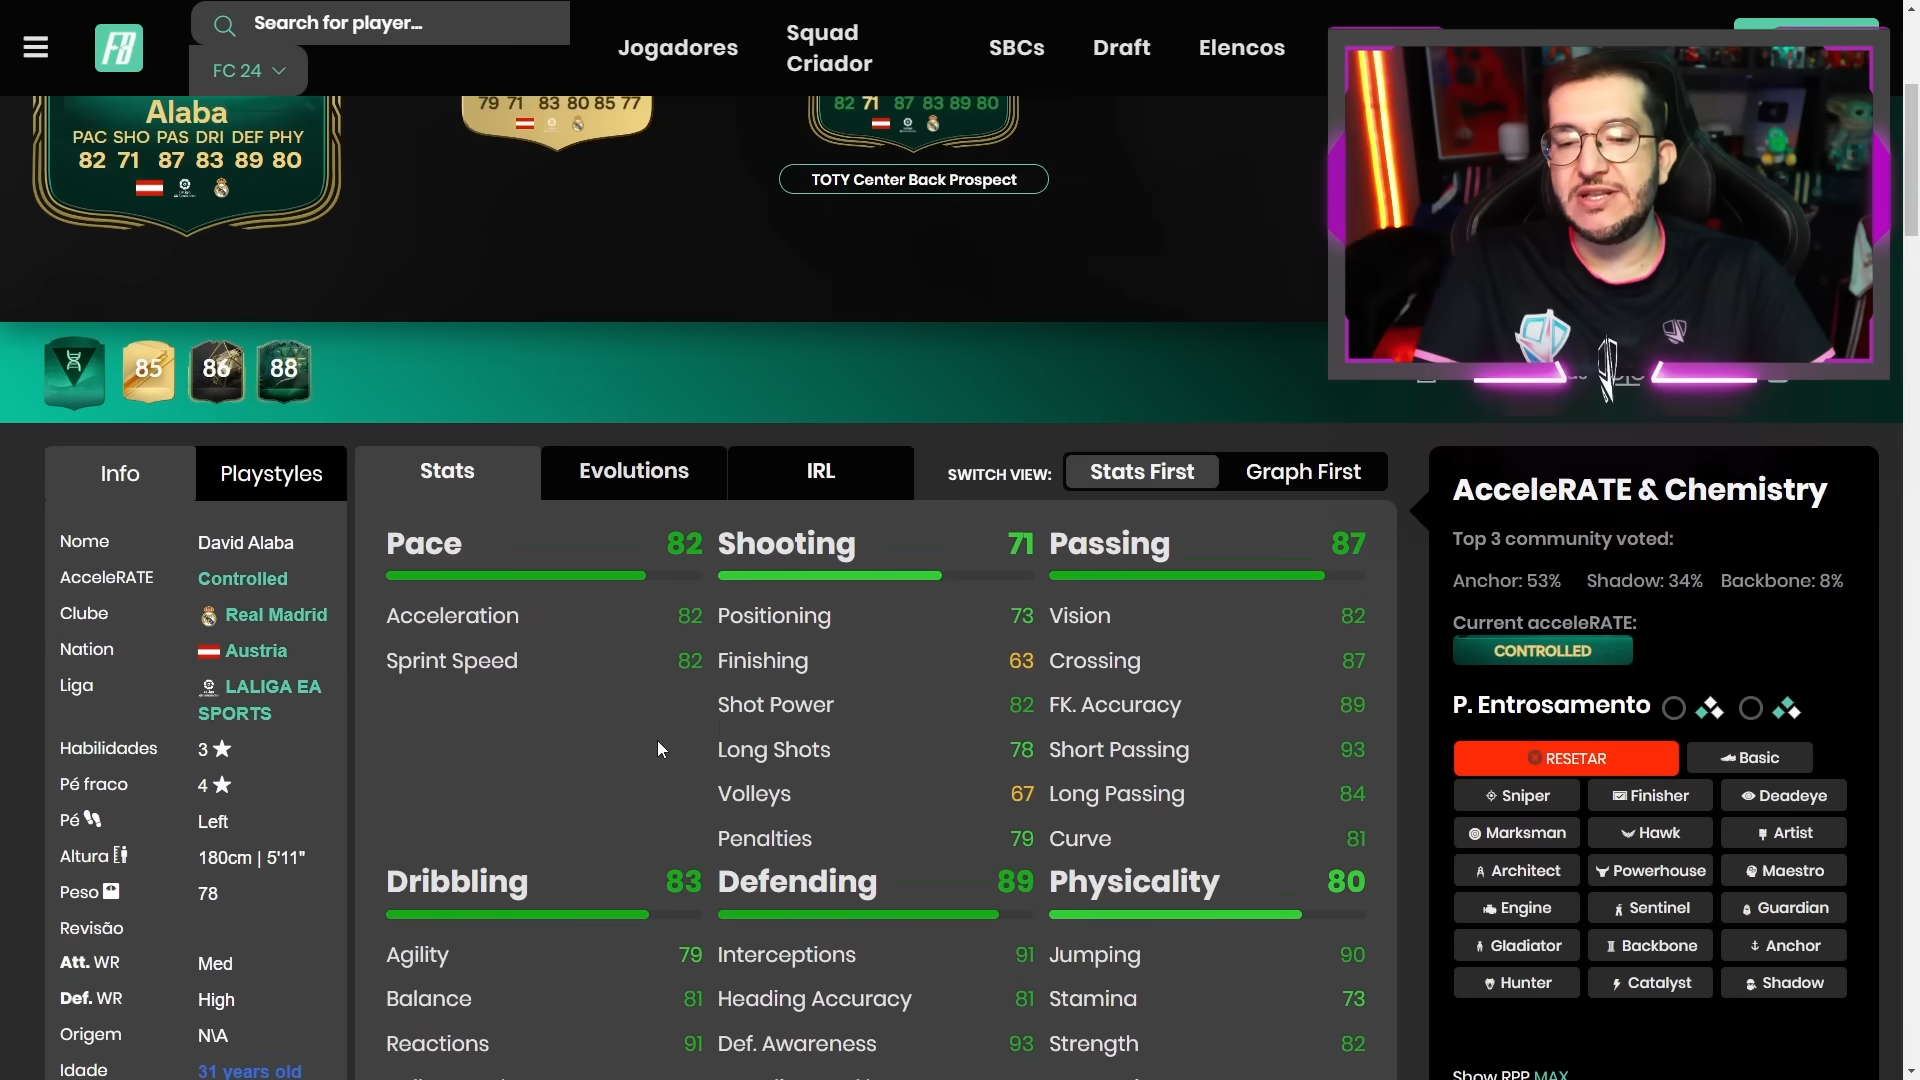 Search for player...
FC 24
Jogadores
Squad
Criador
SBCs
Draft
Elencos
Alaba
PAC SHO PAS DRI DEF PHY
82 71 87 83 89 80
79 71 83 80 85 77
82 71 87 83 89 80
TOTY Center Back Prospect
85
86
88
Info
Playstyles
Nome David Alaba
AcceleRATE Controlled
Clube Real Madrid
Nation Austria
Liga LALIGA EA
SPORTS
Habilidades 3
Pé fraco 4
Pé Left
Altura 180cm | 5'11"
Peso 78
Revisão
Att. WR Med
Def. WR High
Origem N\A
Idade 31 years old
Stats
Evolutions
IRL
SWITCH VIEW:
Stats First
Graph First
Pace 82
Acceleration 82
Sprint Speed 82
Shooting 71
Positioning 73
Finishing 63
Shot Power 82
Long Shots 78
Volleys 67
Penalties 79
Passing 87
Vision 82
Crossing 87
FK. Accuracy 89
Short Passing 93
Long Passing 84
Curve 81
Dribbling 83
Agility 79
Balance 81
Reactions 91
Defending 89
Interceptions 91
Heading Accuracy 81
Def. Awareness 93
Physicality 80
Jumping 90
Stamina 73
Strength 82
AcceleRATE & Chemistry
Top 3 community voted:
Anchor: 53% Shadow: 34% Backbone: 8%
Current acceleRATE:
CONTROLLED
P. Entrosamento
RESETAR
Basic
Sniper
Finisher
Deadeye
Marksman
Hawk
Artist
Architect
Powerhouse
Maestro
Engine
Sentinel
Guardian
Gladiator
Backbone
Anchor
Hunter
Catalyst
Shadow
Show RPP MAX